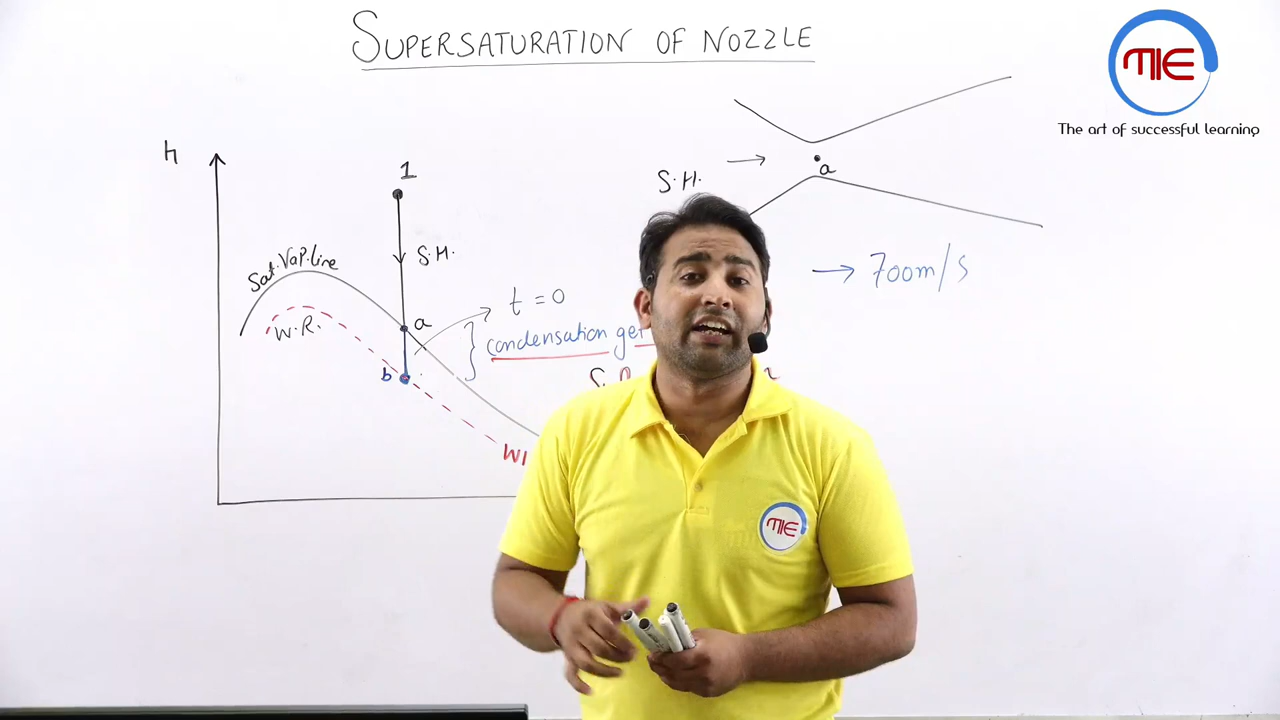 SUPERSATURATION OF NOZZLE
MIE
The art of successful learning
h
1
S.H.
a
S.H.
Sat. Vap. line
→ 700m/s
t = 0
W.R.
a
condensation
b
MIE